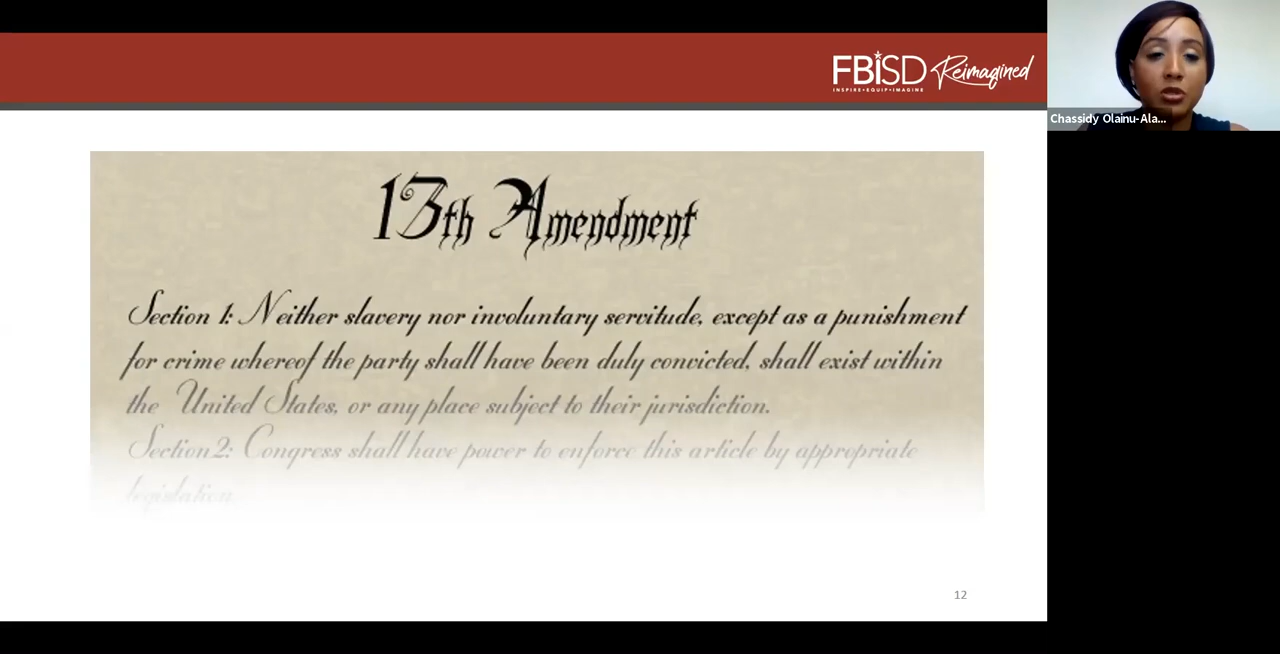 FBISD Reimagined
INSPIRE•EQUIP•IMAGINE
Chassidy Olainu-Ala...
13th Amendment
Section 1: Neither slavery nor involuntary servitude, except as a punishment
for crime whereof the party shall have been duly convicted, shall exist within
the United States, or any place subject to their jurisdiction.
Section 2: Congress shall have power to enforce this article by appropriate
legislation.
12